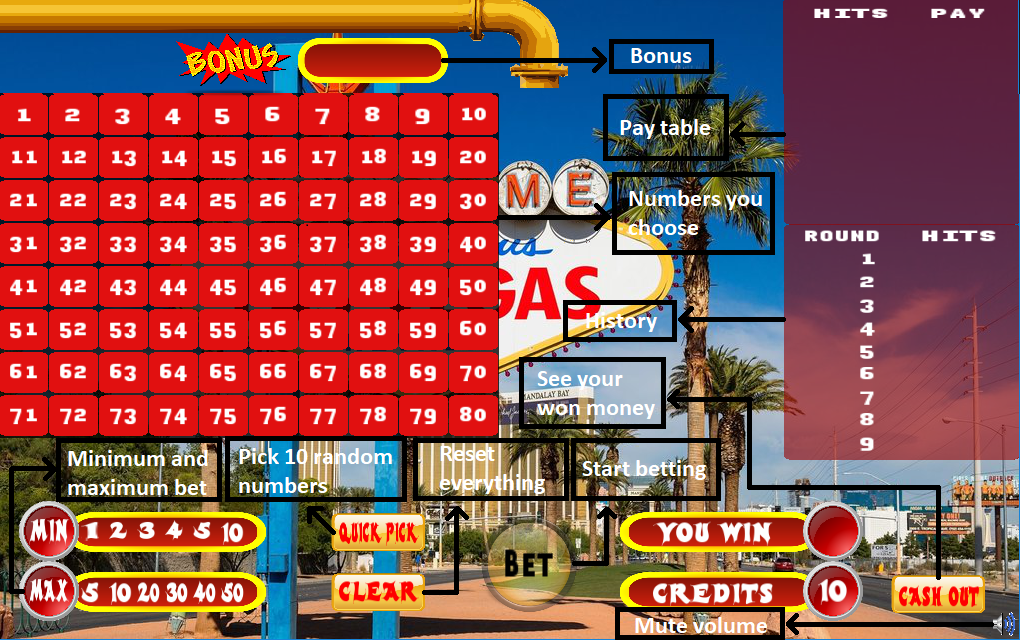 HITS PAY
BONUS
Bonus
Pay table
1 2 3 4 5 6 7 8 9 10
11 12 13 14 15 16 17 18 19 20
21 22 23 24 25 26 27 28 29 30
31 32 33 34 35 36 37 38 39 40
41 42 43 44 45 46 47 48 49 50
51 52 53 54 55 56 57 58 59 60
61 62 63 64 65 66 67 68 69 70
71 72 73 74 75 76 77 78 79 80
ME
GAS
Numbers you
choose
ROUND HITS
1
2
3
4
5
6
7
8
9
History
See your
won money
MANDALAY BAY
Minimum and
maximum bet
Pick 10 random
numbers
Reset
everything
Start betting
MIN 1 2 3 4 5 10
MAX 5 10 20 30 40 50
QUICK PICK
CLEAR
BET
YOU WIN
CREDITS 10
CASH OUT
Mute volume